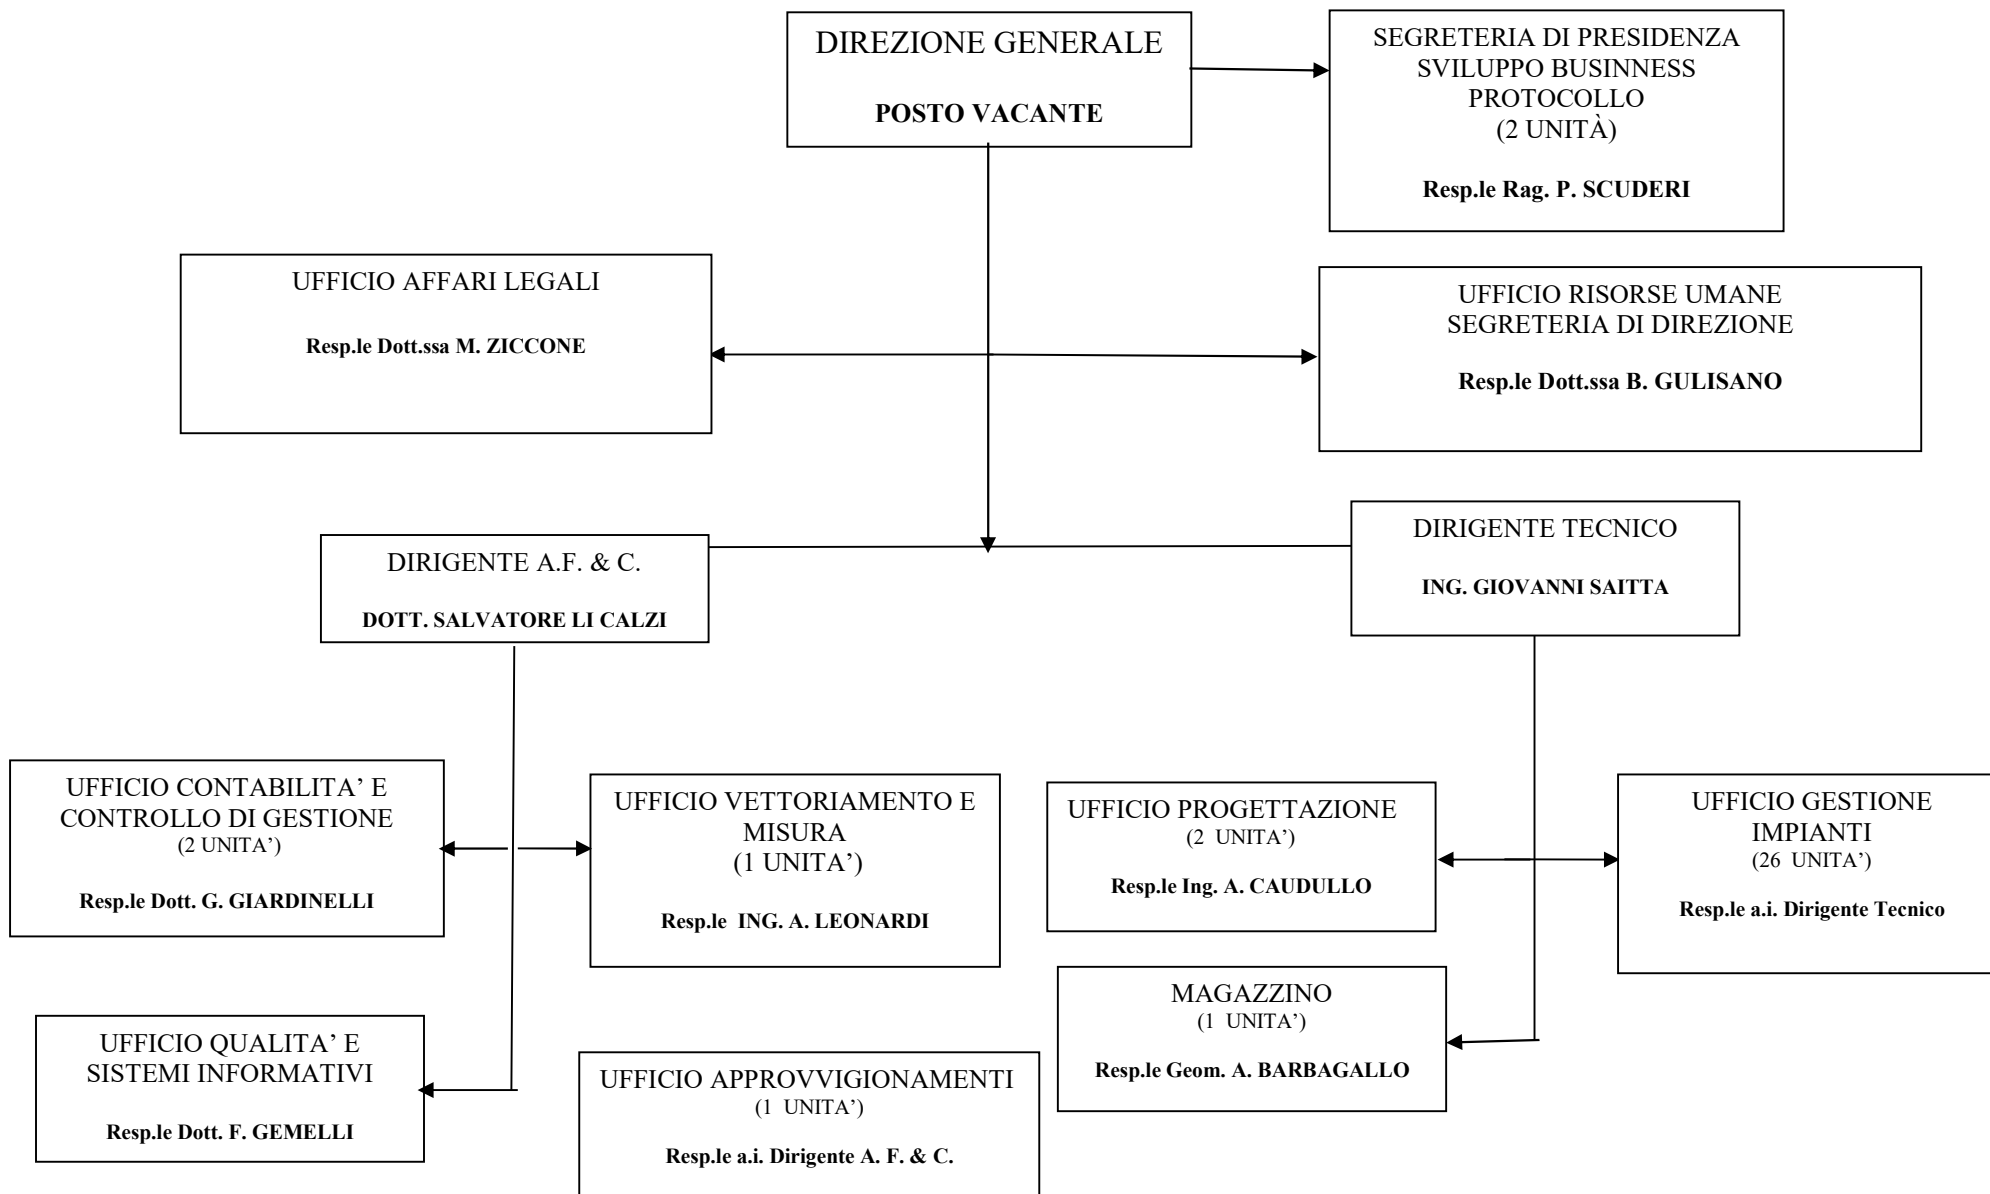 DIREZIONE GENERALE
POSTO VACANTE
SEGRETERIA DI PRESIDENZA
SVILUPPO BUSINNESS
PROTOCOLLO
(2 UNITÀ)
Resp.le Rag. P. SCUDERI
UFFICIO AFFARI LEGALI
Resp.le Dott.ssa M. ZICCONE
UFFICIO RISORSE UMANE
SEGRETERIA DI DIREZIONE
Resp.le Dott.ssa B. GULISANO
DIRIGENTE A.F. & C.
DOTT. SALVATORE LI CALZI
DIRIGENTE TECNICO
ING. GIOVANNI SAITTA
UFFICIO CONTABILITA’ E
CONTROLLO DI GESTIONE
(2 UNITA’)
Resp.le Dott. G. GIARDINELLI
UFFICIO VETTORIAMENTO E
MISURA
(1 UNITA’)
Resp.le ING. A. LEONARDI
UFFICIO PROGETTAZIONE
(2 UNITA’)
Resp.le Ing. A. CAUDULLO
UFFICIO GESTIONE
IMPIANTI
(26 UNITA’)
Resp.le a.i. Dirigente Tecnico
UFFICIO QUALITA’ E
SISTEMI INFORMATIVI
Resp.le Dott. F. GEMELLI
UFFICIO APPROVVIGIONAMENTI
(1 UNITA’)
Resp.le a.i. Dirigente A. F. & C.
MAGAZZINO
(1 UNITA’)
Resp.le Geom. A. BARBAGALLO